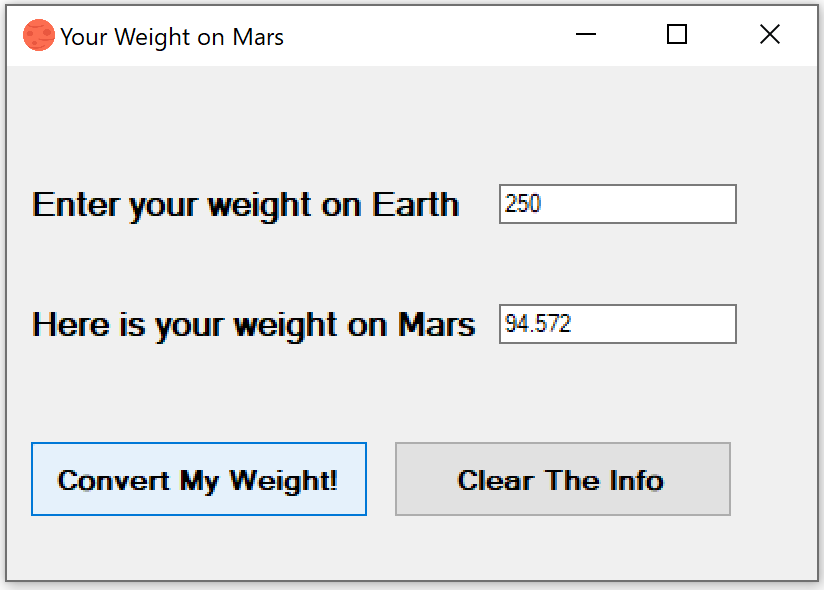 Your Weight on Mars
Enter your weight on Earth 250
Here is your weight on Mars 94.572
Convert My Weight! Clear The Info